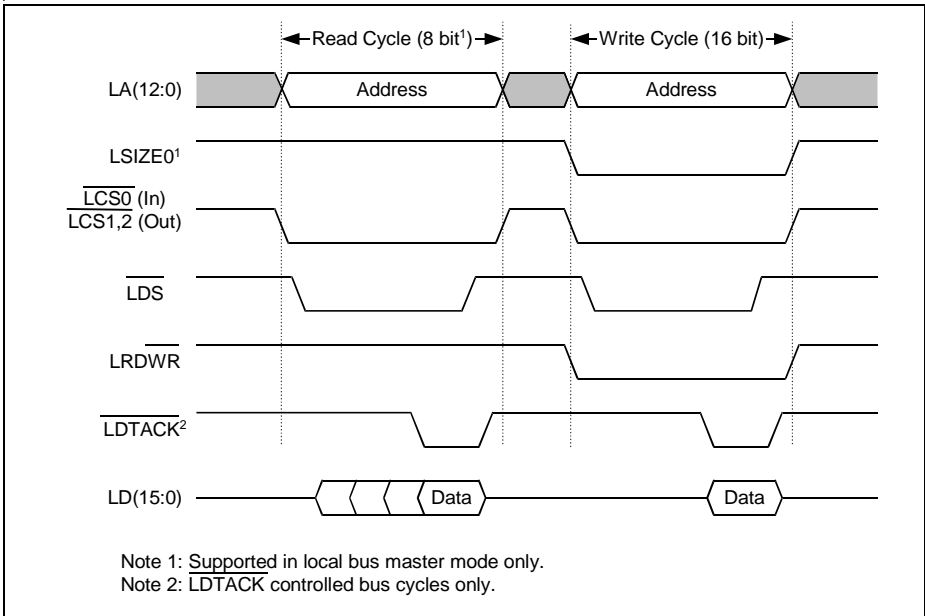 Read Cycle (8 bit¹) Write Cycle (16 bit)
LA(12:0) Address Address
LSIZE0¹
LCS0 (In)
LCS1,2 (Out)
LDS
LRDWR
LDTACK²
LD(15:0) Data Data
Note 1: Supported in local bus master mode only.
Note 2: LDTACK controlled bus cycles only.